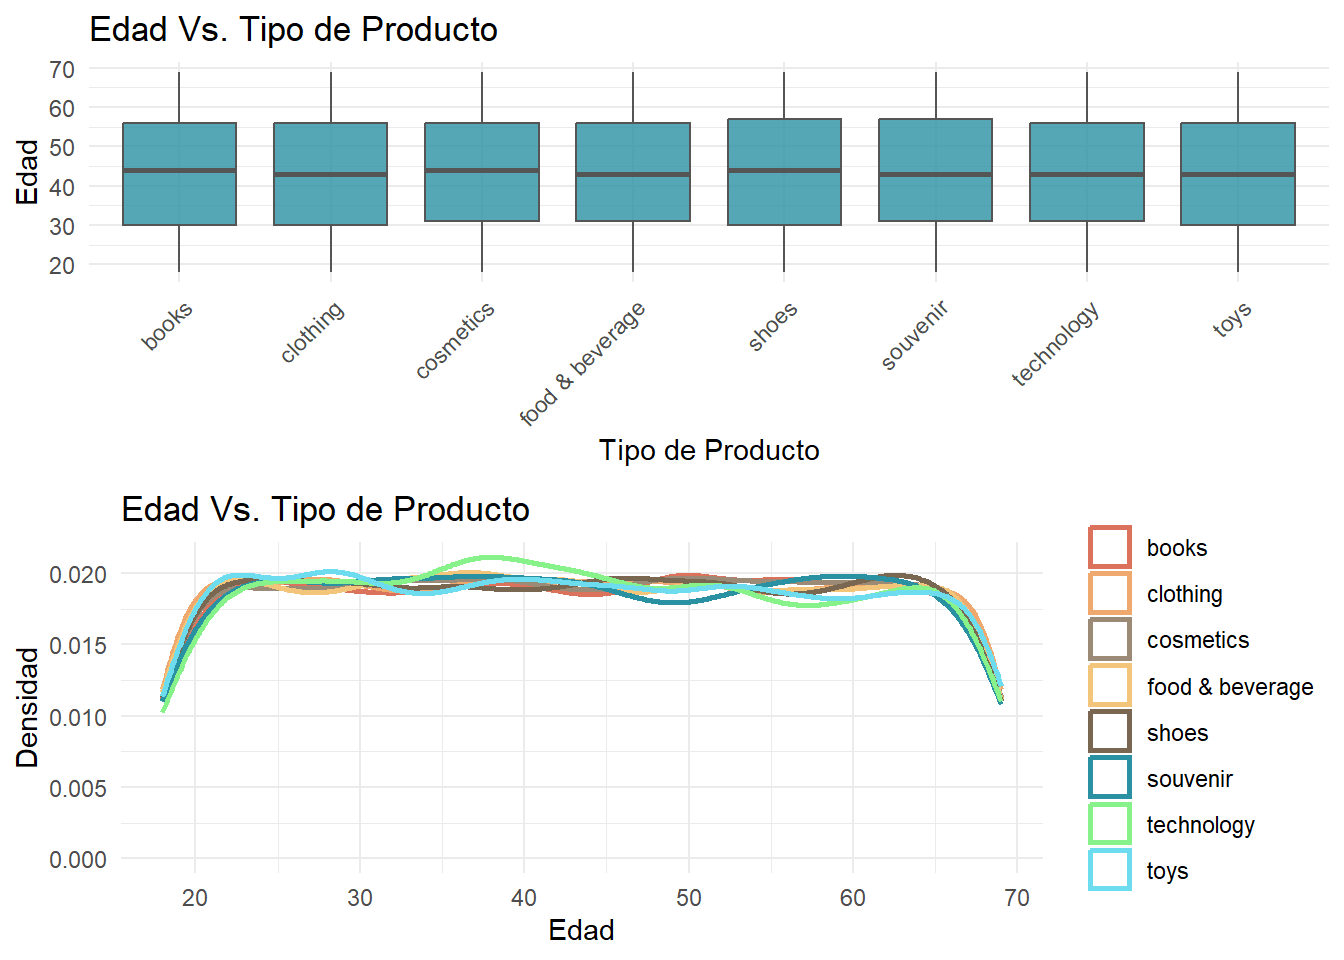 Edad Vs. Tipo de Producto
Edad
70
60
50
40
30
20
books
clothing
cosmetics
food & beverage
shoes
souvenir
technology
toys
Tipo de Producto
Edad Vs. Tipo de Producto
Densidad
0.020
0.015
0.010
0.005
0.000
20
30
40
50
60
70
Edad
books
clothing
cosmetics
food & beverage
shoes
souvenir
technology
toys